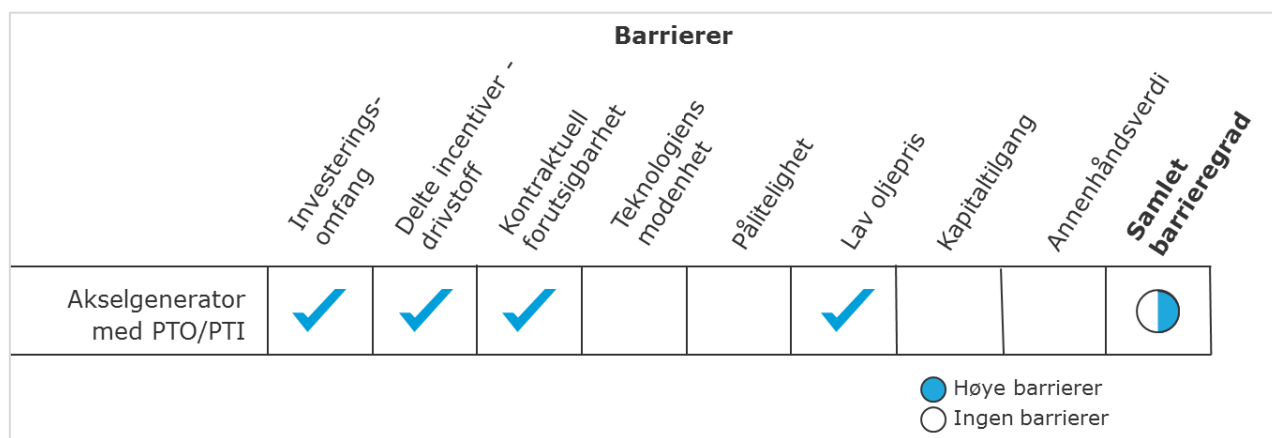 Barrierer
Investerings-
omfang
Delte incentiver -
drivstoff
Kontraktuell
forutsigbarhet
Teknologiens
modenhet
Pålitelighet
Lav oljepris
Kapitaltilgang
Annenhåndsverdi
Samlet
barrieregrad
Akselgenerator
med PTO/PTI
Høye barrierer
Ingen barrierer